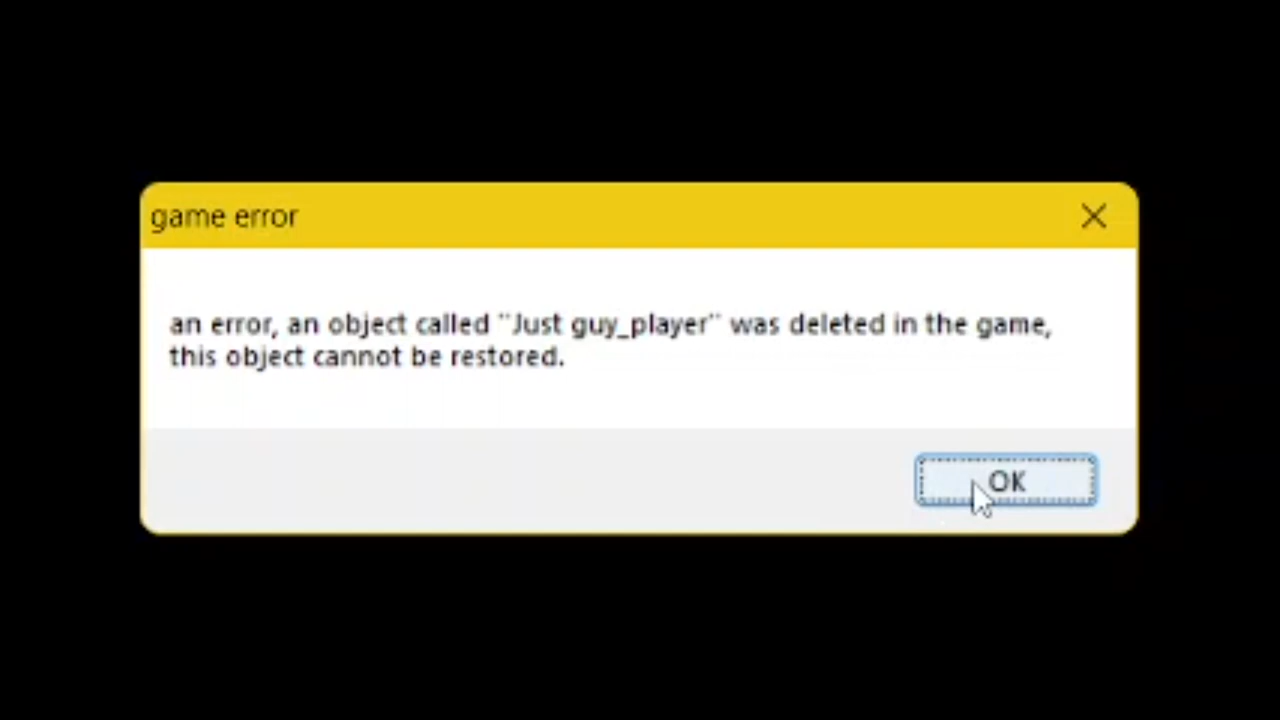 game error
an error, an object called "Just guy_player" was deleted in the game,
this object cannot be restored.
OK